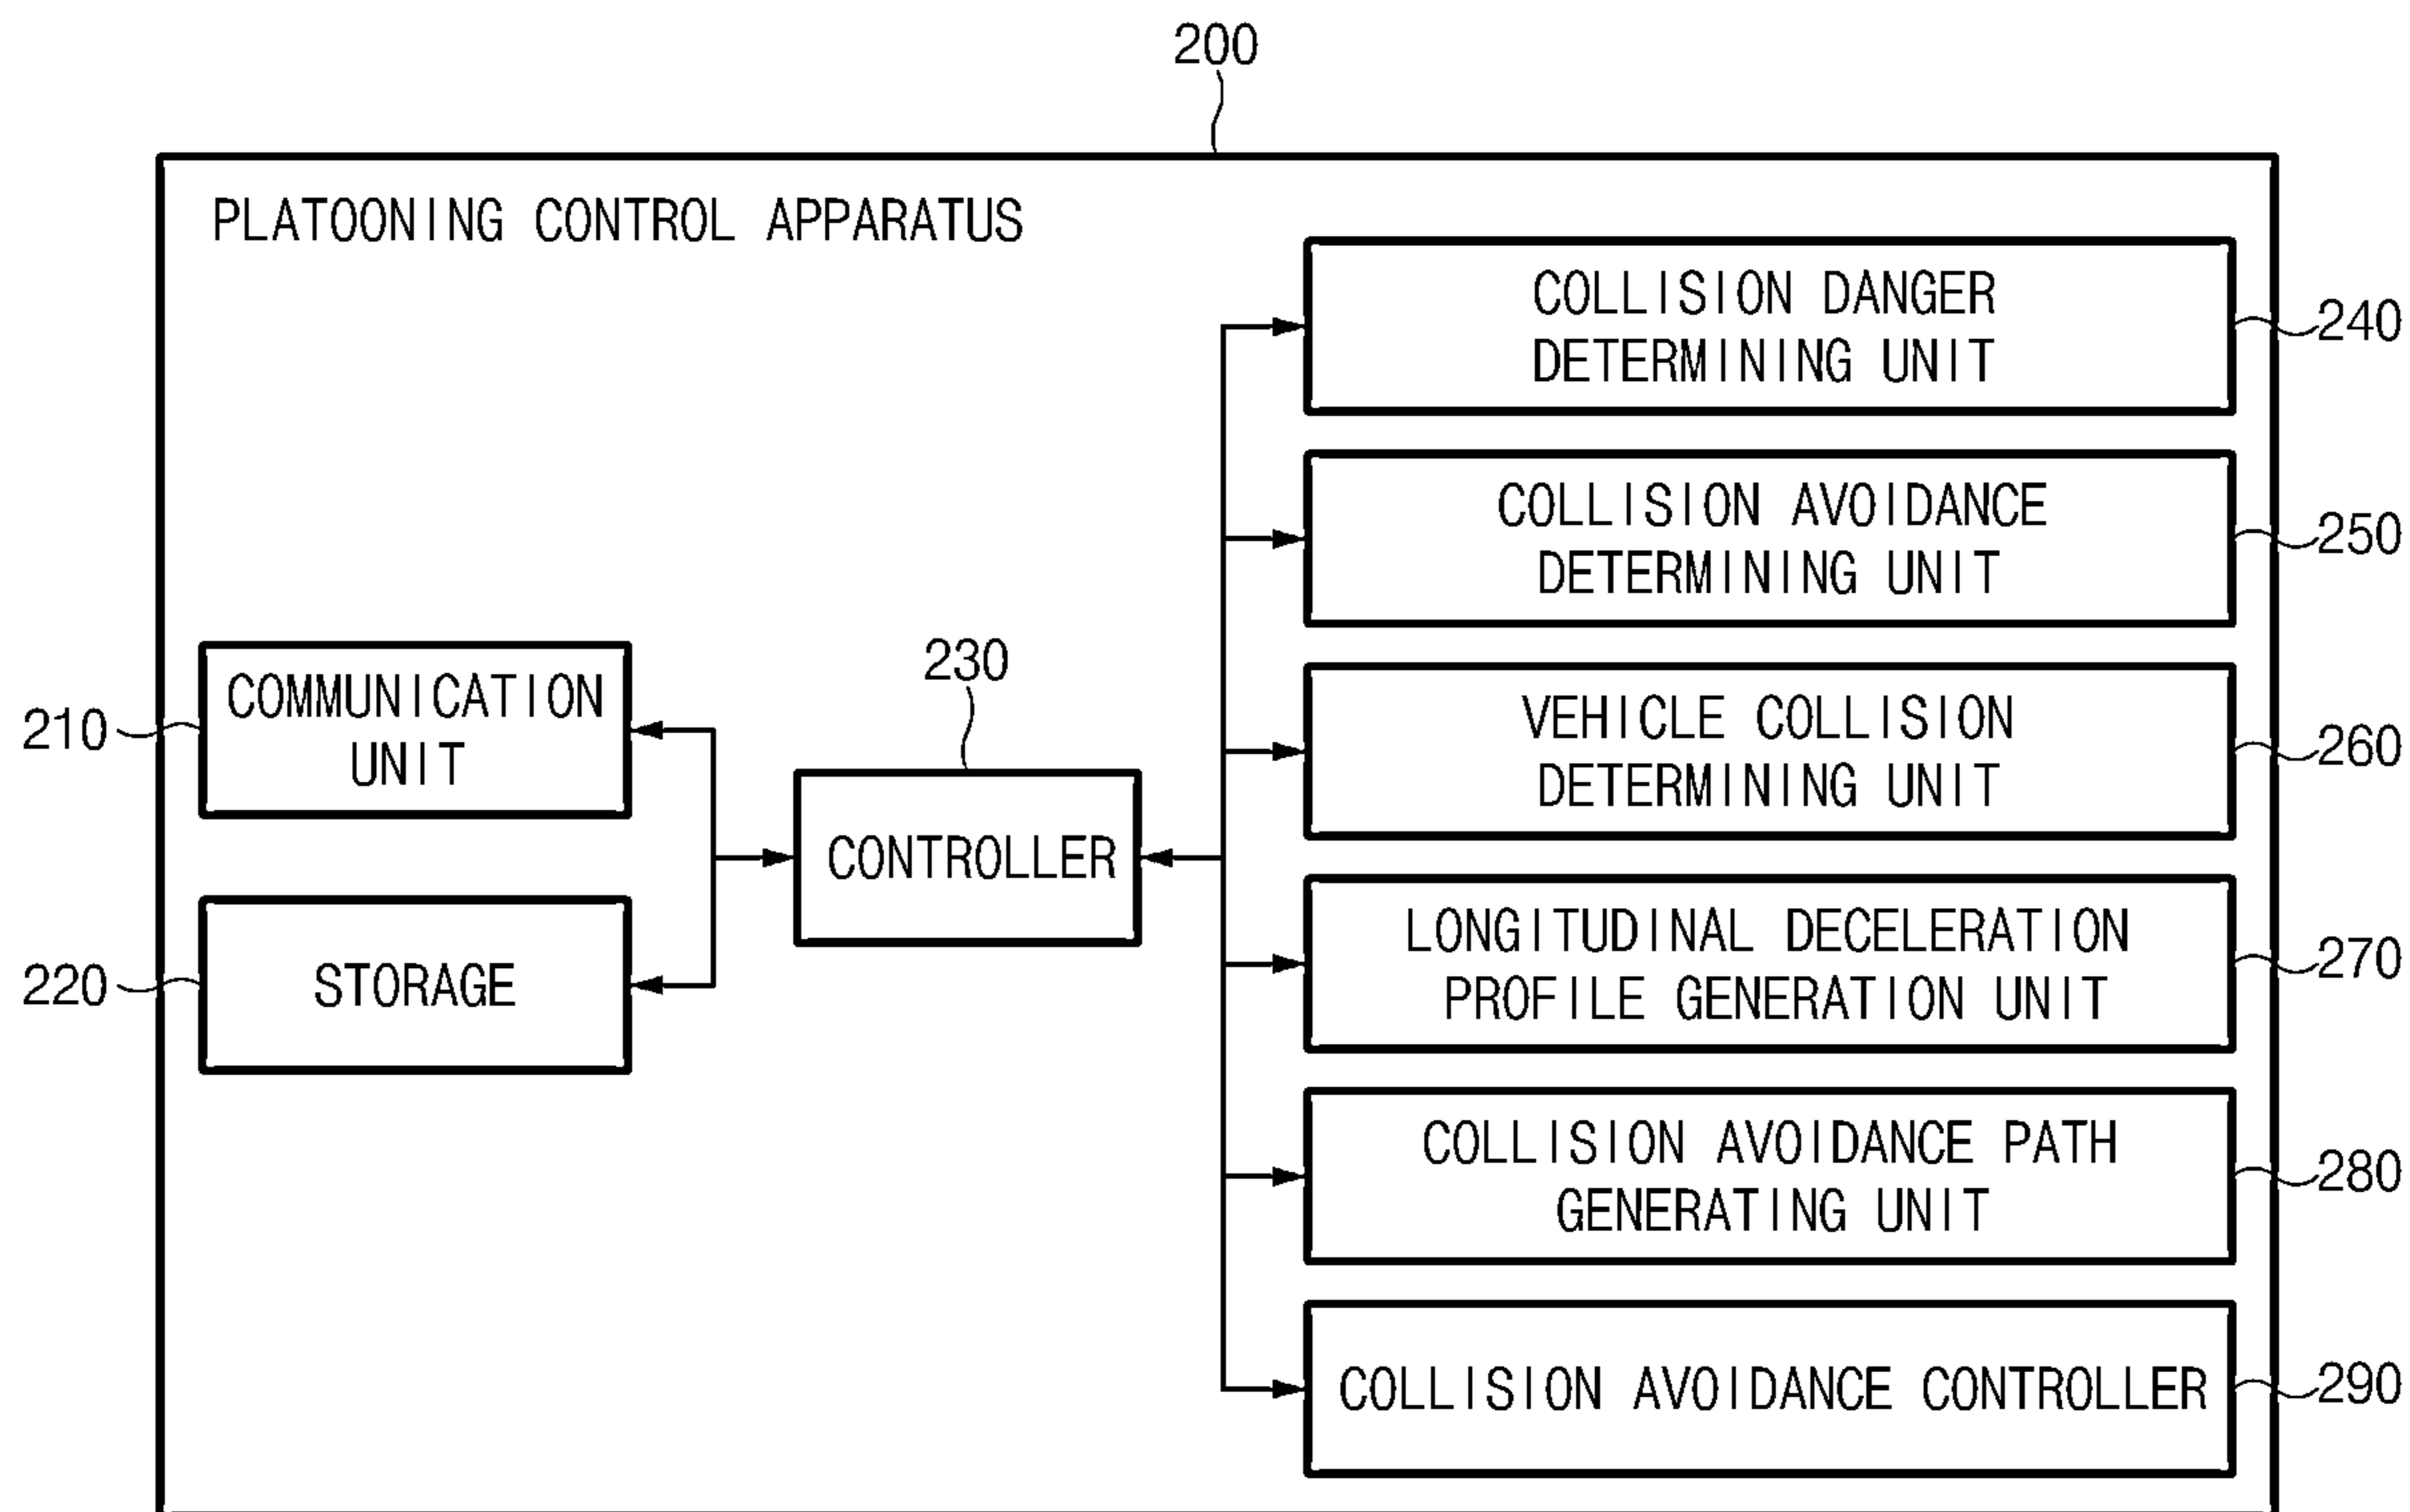 200
PLATOONING CONTROL APPARATUS
COLLISION DANGER
DETERMINING UNIT
240
COLLISION AVOIDANCE
DETERMINING UNIT
250
COMMUNICATION
UNIT
210
230
VEHICLE COLLISION
DETERMINING UNIT
260
CONTROLLER
STORAGE
220
LONGITUDINAL DECELERATION
PROFILE GENERATION UNIT
270
COLLISION AVOIDANCE PATH
GENERATING UNIT
280
COLLISION AVOIDANCE CONTROLLER
290